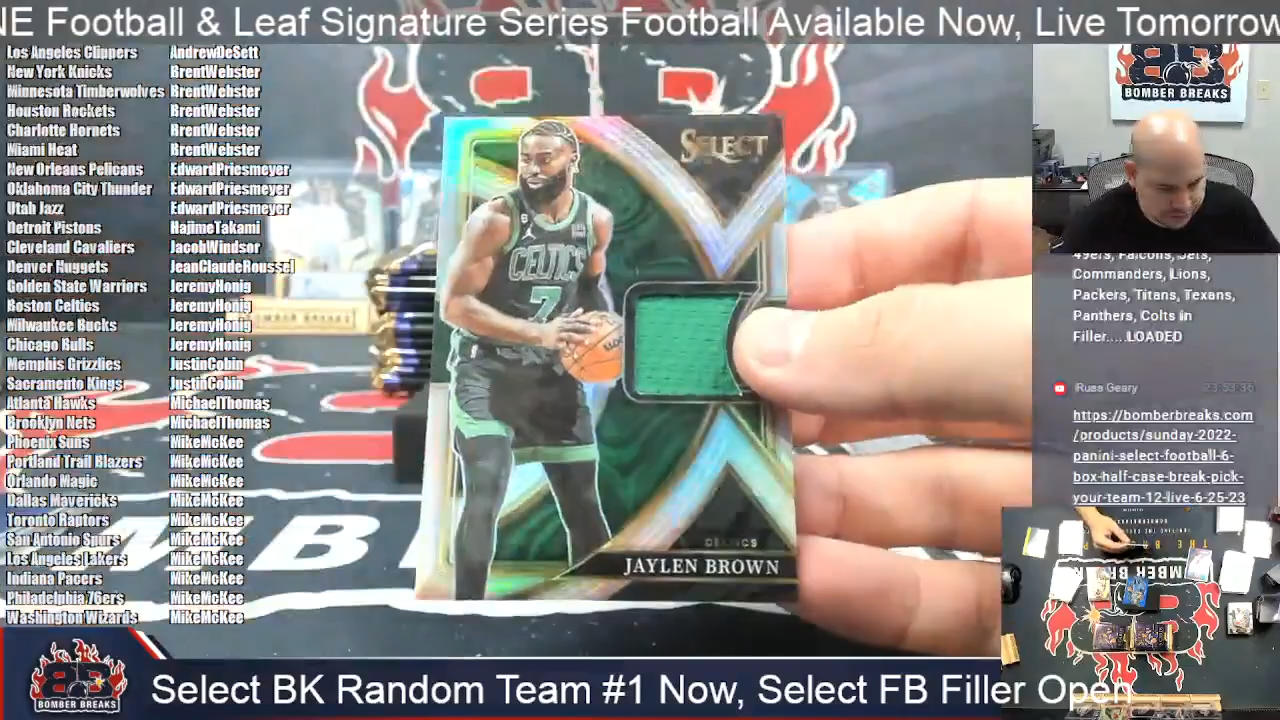 NE Football & Leaf Signature Series Football Available Now, Live Tomorrow
Los Angeles Clippers AndrewDeSett
New York Knicks BrentWebster
Minnesota Timberwolves BrentWebster
Houston Rockets BrentWebster
Charlotte Hornets BrentWebster
Miami Heat BrentWebster
New Orleans Pelicans EdwardPriesmeyer
Oklahoma City Thunder EdwardPriesmeyer
Utah Jazz EdwardPriesmeyer
Detroit Pistons HajimeTakami
Cleveland Cavaliers JacobWindsor
Denver Nuggets JeanClaudeRoussel
Golden State Warriors JeremyHonig
Boston Celtics JeremyHonig
Milwaukee Bucks JeremyHonig
Chicago Bulls JeremyHonig
Memphis Grizzlies JustinCobin
Sacramento Kings JustinCobin
Atlanta Hawks MichaelThomas
Brooklyn Nets MichaelThomas
Phoenix Suns MikeMcKee
Portland Trail Blazers MikeMcKee
Orlando Magic MikeMcKee
Dallas Mavericks MikeMcKee
Toronto Raptors MikeMcKee
San Antonio Spurs MikeMcKee
Los Angeles Lakers MikeMcKee
Indiana Pacers MikeMcKee
Philadelphia 76ers MikeMcKee
Washington Wizards MikeMcKee
SELECT
CELTICS
7
CELTICS
JAYLEN BROWN
BOMBER BREAKS
49ers, Falcons, Jets,
Commanders, Lions,
Packers, Titans, Texans,
Panthers, Colts in
Filler.....LOADED
Russ Geary 23:53:36
https://bomberbreaks.com
/products/sunday-2022-
panini-select-football-6-
box-half-case-break-pick-
your-team-12-live-6-25-23
BOMBER BREAKS
BOMBER BREAKS
Select BK Random Team #1 Now, Select FB Filler Open